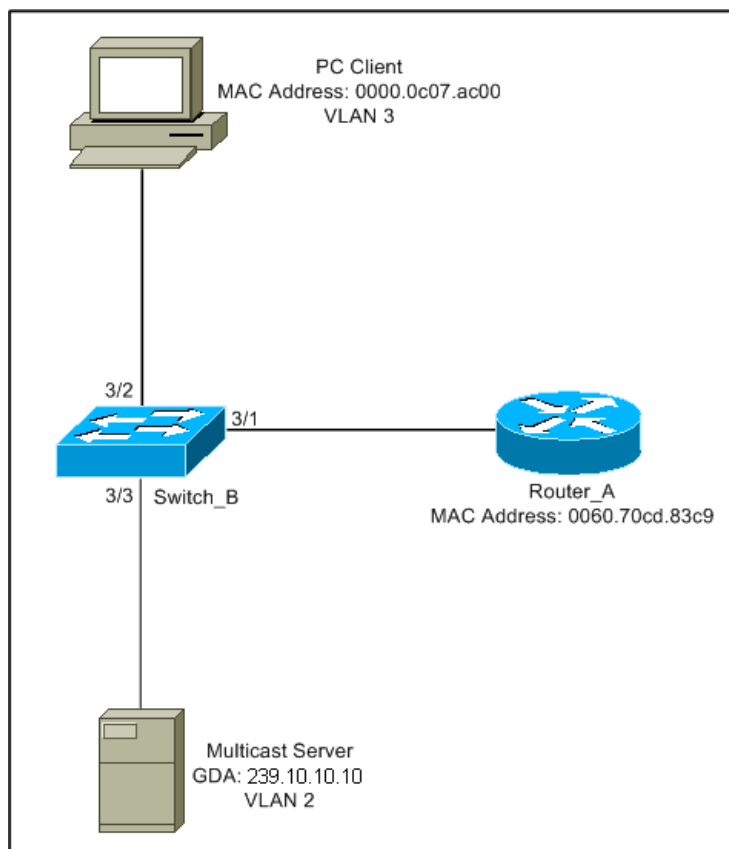 PC Client
MAC Address: 0000.0c07.ac00
VLAN 3
3/2
3/1
3/3
Switch_B
Router_A
MAC Address: 0060.70cd.83c9
Multicast Server
GDA: 239.10.10.10
VLAN 2